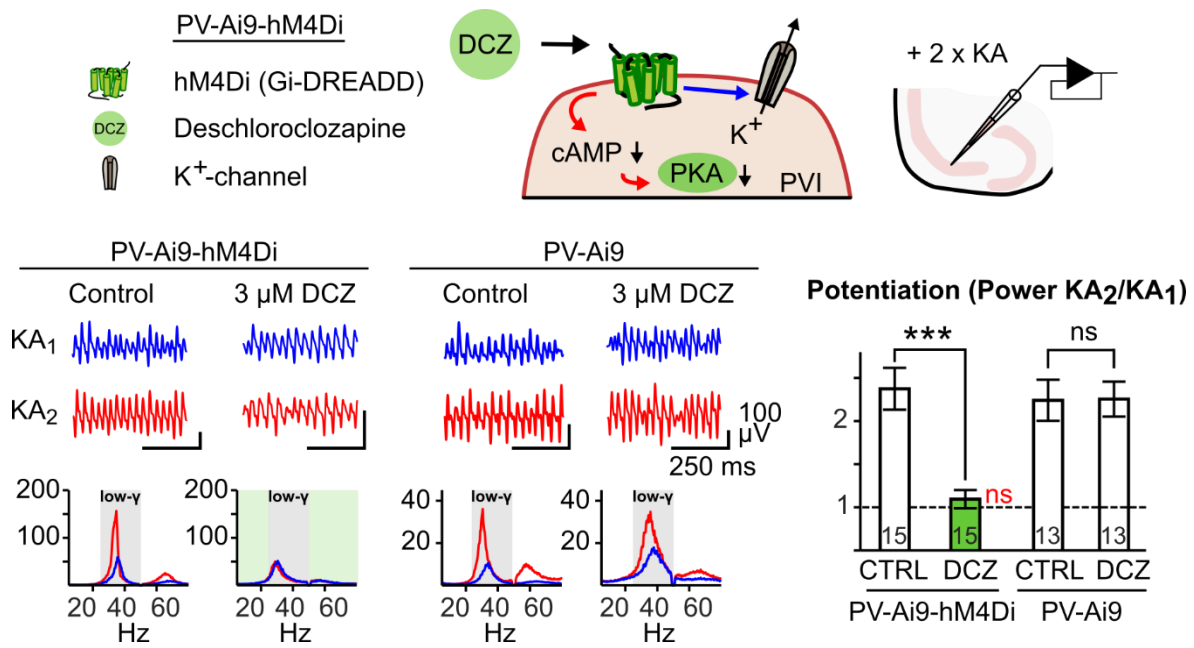 PV-Ai9-hM4Di
hM4Di (Gi-DREADD)
DCZ Deschloroclozapine
K+-channel
DCZ
K+
cAMP
PKA
PVI
+ 2 x KA
PV-Ai9-hM4Di PV-Ai9
Control 3 µM DCZ Control 3 µM DCZ
KA1
KA2
100
µV
250 ms
200 low-γ 200 low-γ 40 low-γ 40 low-γ
100 100 20 20
20 40 60 20 40 60 20 40 60 20 40 60
Hz Hz Hz Hz
Potentiation (Power KA2/KA1)
*** ns
2
1 ns
15 15 13 13
CTRL DCZ CTRL DCZ
PV-Ai9-hM4Di PV-Ai9